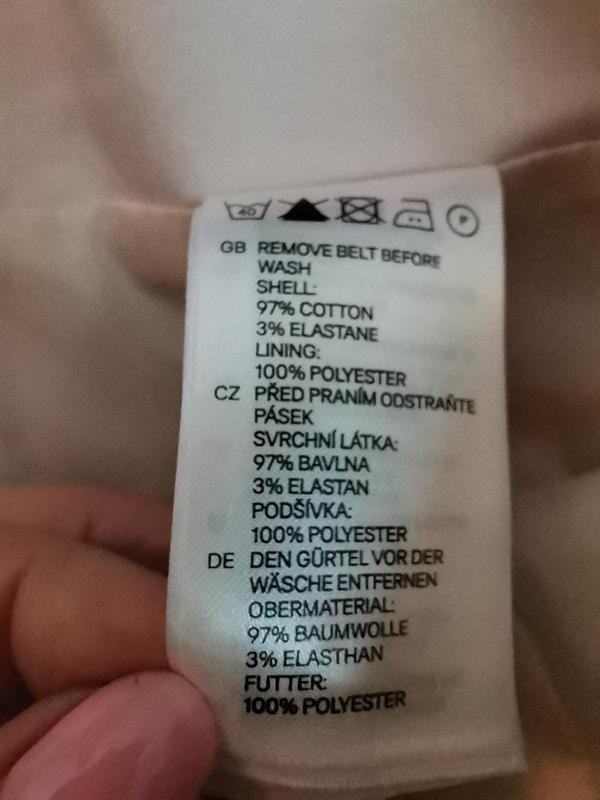 40
P
GB REMOVE BELT BEFORE
WASH
SHELL:
97% COTTON
3% ELASTANE
LINING:
100% POLYESTER
CZ PŘED PRANÍM ODSTRAŇTE
PÁSEK
SVRCHNÍ LÁTKA:
97% BAVLNA
3% ELASTAN
PODŠÍVKA:
100% POLYESTER
DE DEN GÜRTEL VOR DER
WÄSCHE ENTFERNEN
OBERMATERIAL:
97% BAUMWOLLE
3% ELASTHAN
FUTTER:
100% POLYESTER